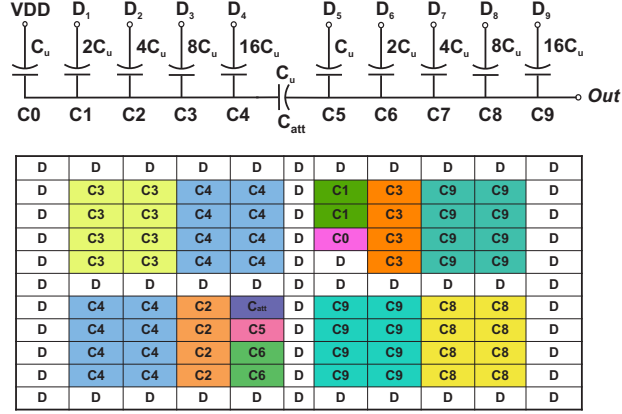 VDD D₁ D₂ D₃ D₄ D₅ D₆ D₇ D₈ D₉
Cᵤ 2Cᵤ 4Cᵤ 8Cᵤ 16Cᵤ Cᵤ 2Cᵤ 4Cᵤ 8Cᵤ 16Cᵤ
Cᵤ
Out
C0 C1 C2 C3 C4 Catt C5 C6 C7 C8 C9
D D D D D D D D D D D
D C3 C3 C4 C4 D C1 C3 C9 C9 D
D C3 C3 C4 C4 D C1 C3 C9 C9 D
D C3 C3 C4 C4 D C0 C3 C9 C9 D
D C3 C3 C4 C4 D D C3 C9 C9 D
D D D D D D D D D D D
D C4 C4 C2 Catt D C9 C9 C8 C8 D
D C4 C4 C2 C5 D C9 C9 C8 C8 D
D C4 C4 C2 C6 D C9 C9 C8 C8 D
D C4 C4 C2 C6 D C9 C9 C8 C8 D
D D D D D D D D D D D